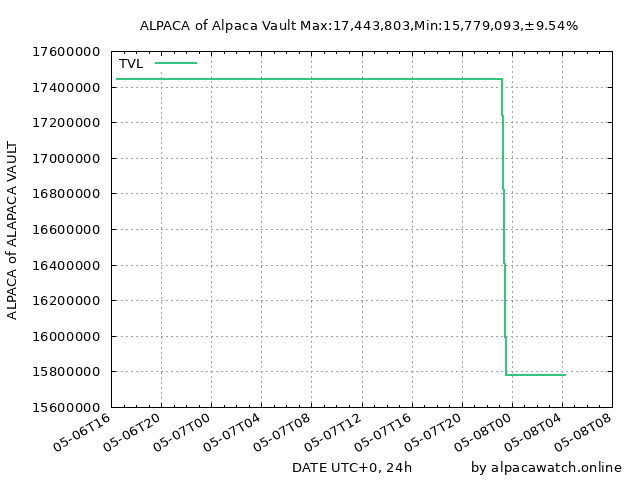 ALPACA of Alpaca Vault Max:17,443,803,Min:15,779,093,±9.54%
TVL
ALPACA of ALAPACA VAULT
17600000
17400000
17200000
17000000
16800000
16600000
16400000
16200000
16000000
15800000
15600000
05-06T16
05-06T20
05-07T00
05-07T04
05-07T08
05-07T12
05-07T16
05-07T20
05-08T00
05-08T04
05-08T08
DATE UTC+0, 24h
by alpacawatch.online